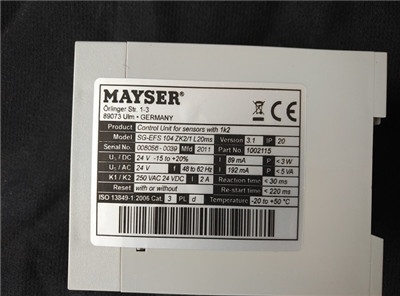 MAYSER®
Örlinger Str. 1-3
89073 Ulm • GERMANY
CE
Product Control Unit for sensors with 1k2
Model SG-EFS 104 ZK2/1 L20ms Version 3.1 IP 20
Serial No. 006056 - 0039 Mfd 2011 Part No. 1002115
Us / DC 24 V -15 to +20% I 89 mA P < 3 W
Us / AC 24 V f 48 to 62 Hz I 192 mA P < 5 VA
K1 / K2 250 VAC 24 VDC I 2 A Reaction time < 30 ms
Reset with or without Re-start time < 220 ms
ISO 13849-1:2006 Cat. 3 PL d Temperature -20 to +50 °C